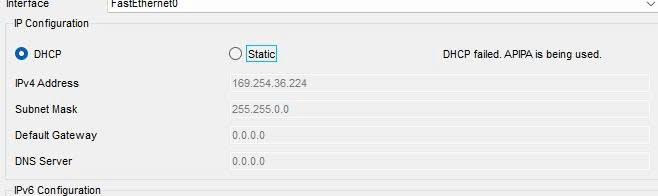 Interface FastEthernet0
IP Configuration
DHCP Static DHCP failed. APIPA is being used.
IPv4 Address 169.254.36.224
Subnet Mask 255.255.0.0
Default Gateway 0.0.0.0
DNS Server 0.0.0.0
IPv6 Configuration